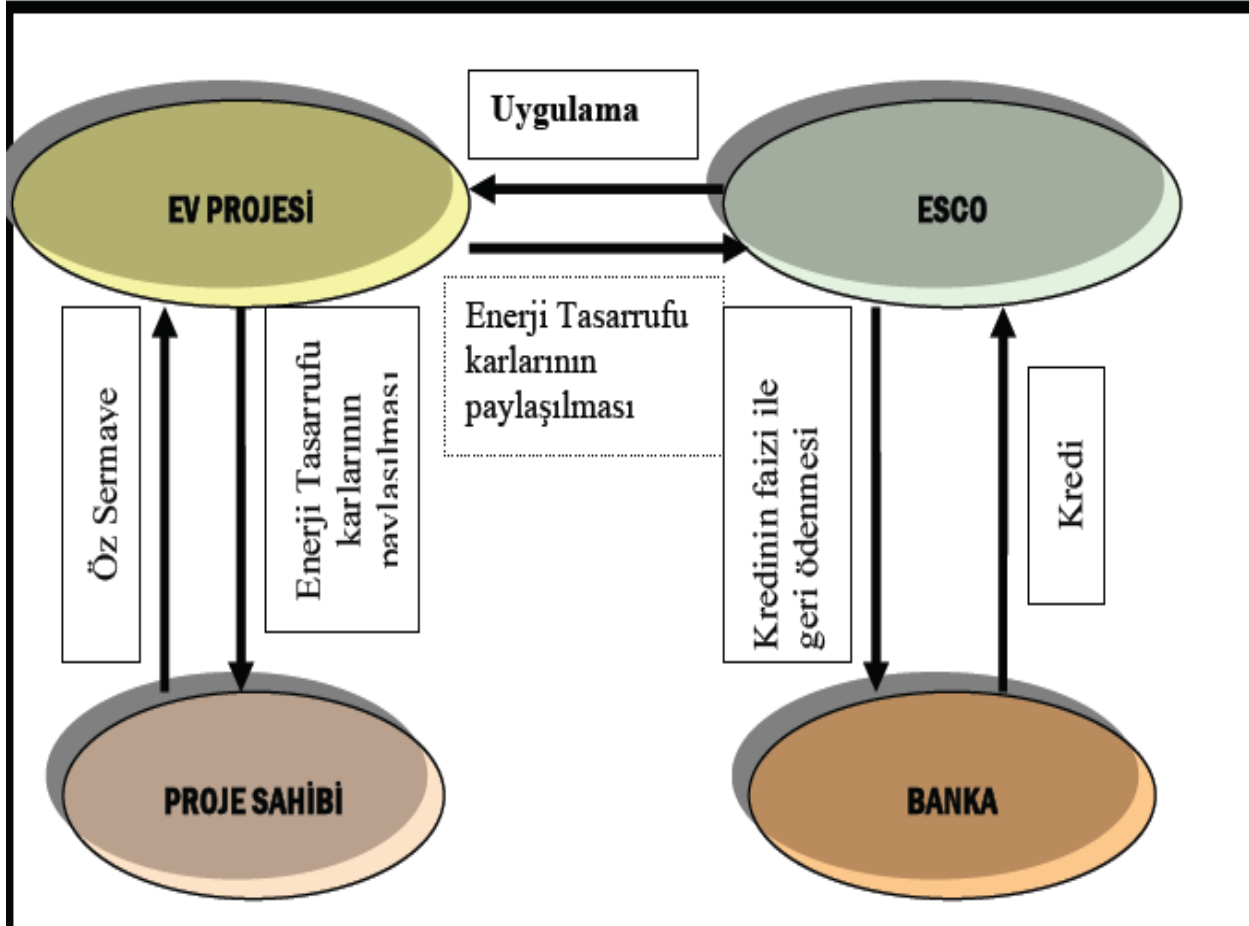 Uygulama
EV PROJESİ
ESCO
Enerji Tasarrufu
karlarının
paylaşılması
Öz Sermaye
Enerji Tasarrufu
karlarının
paylaşılması
Kredinin faizi ile
geri ödenmesi
Kredi
PROJE SAHİBİ
BANKA